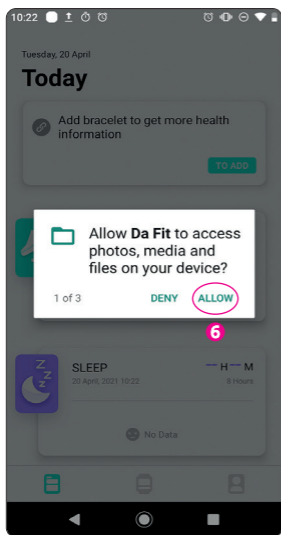 10:22
Tuesday, 20 April
Today
Add bracelet to get more health
information
TO ADD
Allow Da Fit to access
photos, media and
files on your device?
1 of 3
DENY
ALLOW
6
z
z
z
SLEEP
H
M
20 April, 2021 10:22
8 Hours
No Data